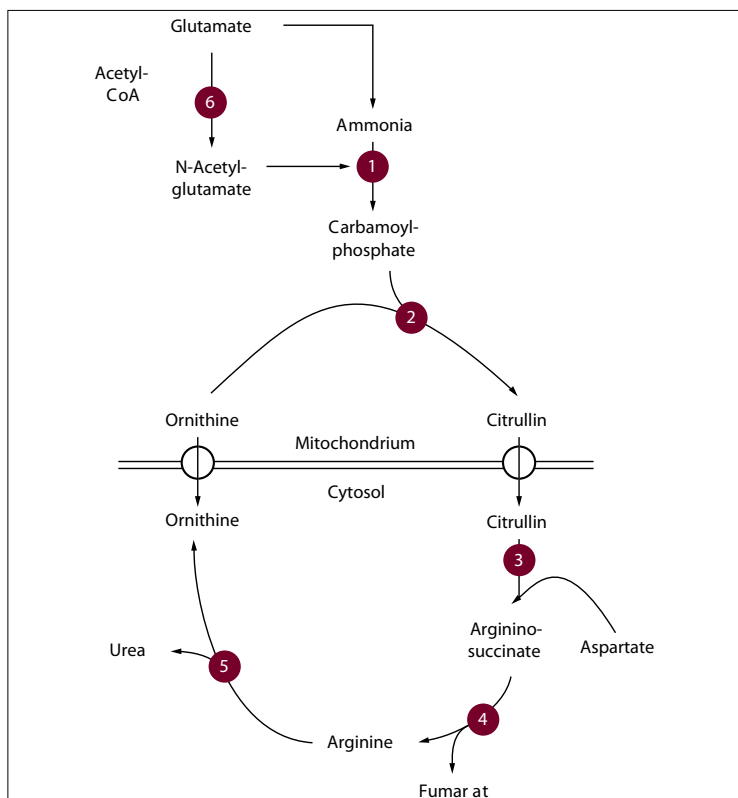 Glutamate
Acetyl-
CoA
6
Ammonia
N-Acetyl-
glutamate
1
Carbamoyl-
phosphate
2
Ornithine
Citrullin
Mitochondrium
Cytosol
Ornithine
Citrullin
3
Arginino-
succinate
Aspartate
Urea
5
4
Arginine
Fumar at